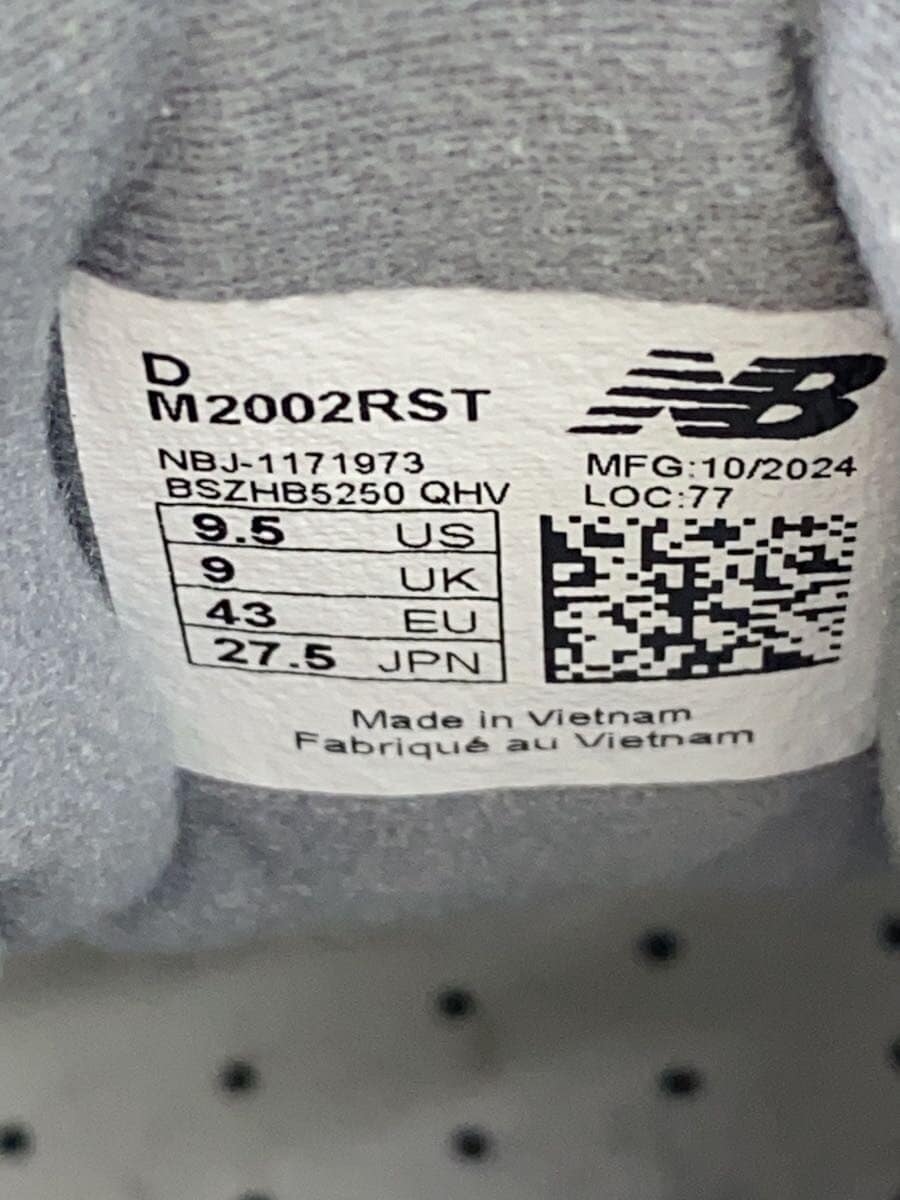 D
M2002RST
NB
NBJ-1171973
BSZHB5250 QHV
MFG:10/2024
LOC:77
9.5 US
9 UK
43 EU
27.5 JPN
Made in Vietnam
Fabriqué au Vietnam